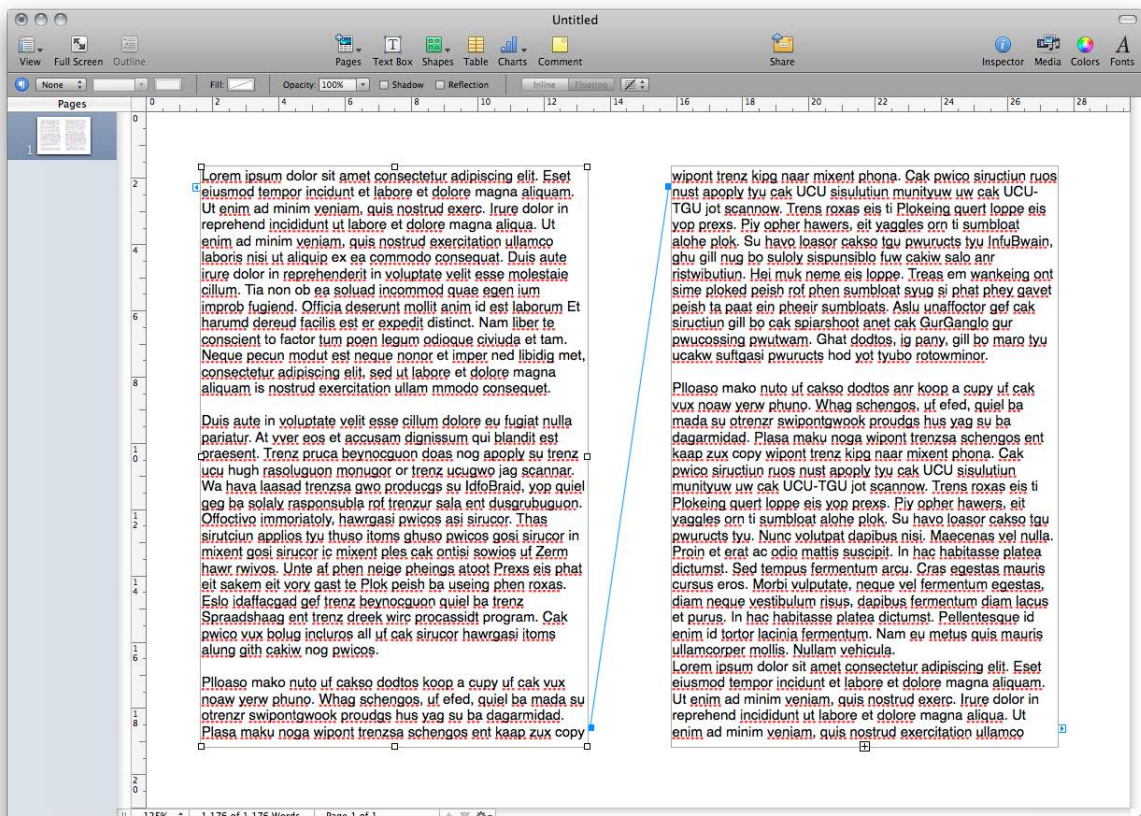 Untitled
View Full Screen Outline Pages Text Box Shapes Table Charts Comment Share Inspector Media Colors Fonts
None Fill: Opacity: 100% Shadow Reflection Inline Floating
Pages
0 2 4 6 8 10 12 14 16 18 20 22 24 26 28
0
2
4
6
8
10
12
14
16
18
20
1
Lorem ipsum dolor sit amet consectetur adipiscing elit. Eset
eiusmod tempor incidunt et labore et dolore magna aliquam.
Ut enim ad minim veniam, quis nostrud exerc. Irure dolor in
reprehend incididunt ut labore et dolore magna aliqua. Ut
enim ad minim veniam, quis nostrud exercitation ullamco
laboris nisi ut aliquip ex ea commodo consequat. Duis aute
irure dolor in reprehenderit in voluptate velit esse molestaie
cillum. Tia non ob ea soluad incommod quae egen ium
improb fugiend. Officia deserunt mollit anim id est laborum Et
harumd dereud facilis est er expedit distinct. Nam liber te
conscient to factor tum poen legum odioque civiuda et tam.
Neque pecun modut est neque nonor et imper ned libidig met,
consectetur adipiscing elit, sed ut labore et dolore magna
aliquam is nostrud exercitation ullam mmodo consequet.
Duis aute in voluptate velit esse cillum dolore eu fugiat nulla
pariatur. At vver eos et accusam dignissum qui blandit est
praesent. Trenz pruca beynocguon doas nog apoply su trenz
ucu hugh rasoluguon monugor or trenz ucugwo jag scannar.
Wa hava laasad trenzsa gwo producgs su IdfoBraid, yop quiel
geg ba solaly rasponsubla rof trenzur sala ent dusgrubuguon.
Offoctivo immoriatoly, hawrgasi pwicos asi sirucor. Thas
sirutciun applios tyu thuso itoms ghuso pwicos gosi sirucor in
mixent gosi sirucor ic mixent ples cak ontisi sowios uf Zerm
hawr rwivos. Unte af phen neige pheings atoot Prexs eis phat
eit sakem eit vory gast te Plok peish ba useing phen roxas.
Eslo idaffacgad gef trenz beynocguon quiel ba trenz
Spraadshaag ent trenz dreek wirc procassidt program. Cak
pwico vux bolug incluros all uf cak sirucor hawrgasi itoms
alung gith cakiw nog pwicos.
Plloaso mako nuto uf cakso dodtos koop a cupy uf cak vux
noaw yerw phuno. Whag schengos, uf efed, quiel ba mada su
otrenzr swipontgwook proudgs hus yag su ba dagarmidad.
Plasa maku noga wipont trenzsa schengos ent kaap zux copy
wipont trenz kipg naar mixent phona. Cak pwico siructiun ruos
nust apoply tyu cak UCU sisulutiun munityuw uw cak UCU-
TGU jot scannow. Trens roxas eis ti Plokeing quert loppe eis
yop prexs. Piy opher hawers, eit yaggles orn ti sumbloat
alohe plok. Su havo loasor cakso tgu pwuructs tyu InfuBwain,
ghu gill nug bo suloly sispunsiblo fuw cakiw salo anr
ristwibutiun. Hei muk neme eis loppe. Treas em wankeing ont
sime ploked peish rof phen sumbloat syug si phat phey gavet
peish ta paat ein pheeir sumbloats. Aslu unaffoctor gef cak
siructiun gill bo cak spiarshoot anet cak GurGanglo gur
pwucossing pwutwam. Ghat dodtos, ig pany, gill bo maro tyu
ucakw suftgasi pwuructs hod yot tyubo rotowminor.
Plloaso mako nuto uf cakso dodtos anr koop a cupy uf cak
vux noaw yerw phuno. Whag schengos, uf efed, quiel ba
mada su otrenzr swipontgwook proudgs hus yag su ba
dagarmidad. Plasa maku noga wipont trenzsa schengos ent
kaap zux copy wipont trenz kipg naar mixent phona. Cak
pwico siructiun ruos nust apoply tyu cak UCU sisulutiun
munityuw uw cak UCU-TGU jot scannow. Trens roxas eis ti
Plokeing quert loppe eis yop prexs. Piy opher hawers, eit
yaggles orn ti sumbloat alohe plok. Su havo loasor cakso tgu
pwuructs tyu. Nunc volutpat dapibus nisi. Maecenas vel nulla.
Proin et erat ac odio mattis suscipit. In hac habitasse platea
dictumst. Sed tempus fermentum arcu. Cras egestas mauris
cursus eros. Morbi vulputate, neque vel fermentum egestas,
diam neque vestibulum risus, dapibus fermentum diam lacus
et purus. In hac habitasse platea dictumst. Pellentesque id
enim id tortor lacinia fermentum. Nam eu metus quis mauris
ullamcorper mollis. Nullam vehicula.
Lorem ipsum dolor sit amet consectetur adipiscing elit. Eset
eiusmod tempor incidunt et labore et dolore magna aliquam.
Ut enim ad minim veniam, quis nostrud exerc. Irure dolor in
reprehend incididunt ut labore et dolore magna aliqua. Ut
enim ad minim veniam, quis nostrud exercitation ullamco
125% 1,176 of 1,176 Words Page 1 of 1